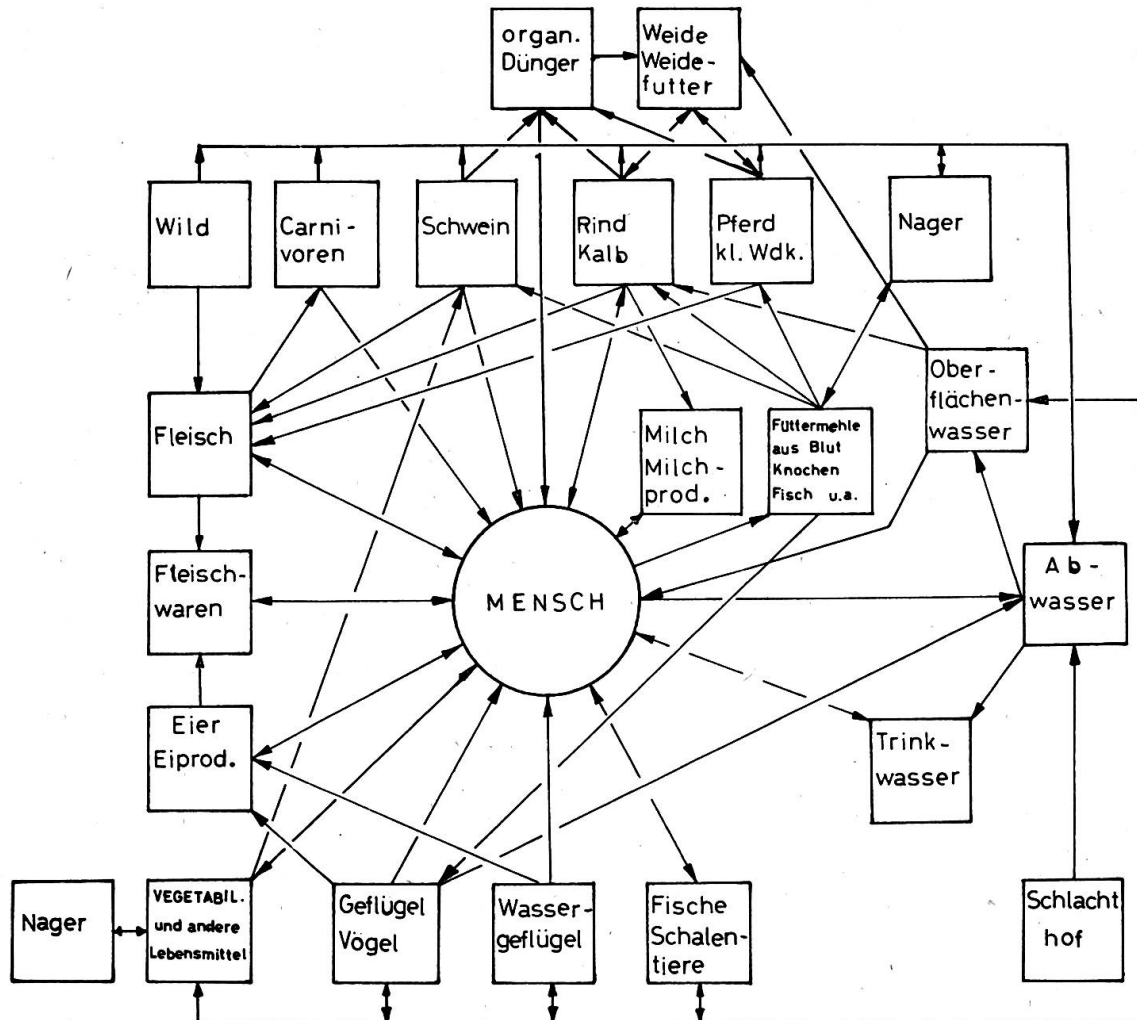 organ.
Dünger
Weide
Weide-
futter
Wild
Carni-
voren
Schwein
Rind
Kalb
Pferd
kl. Wdk.
Nager
Fleisch
Milch
Milch-
prod.
Füttermehle
aus Blut
Knochen
Fisch u.a.
Ober-
flächen-
wasser
Fleisch-
waren
MENSCH
Ab-
wasser
Eier
Eiprod.
Trink-
wasser
Nager
VEGETABIL.
und andere
Lebensmittel
Geflügel
Vögel
Wasser-
geflügel
Fische
Schalen-
tiere
Schlacht
hof